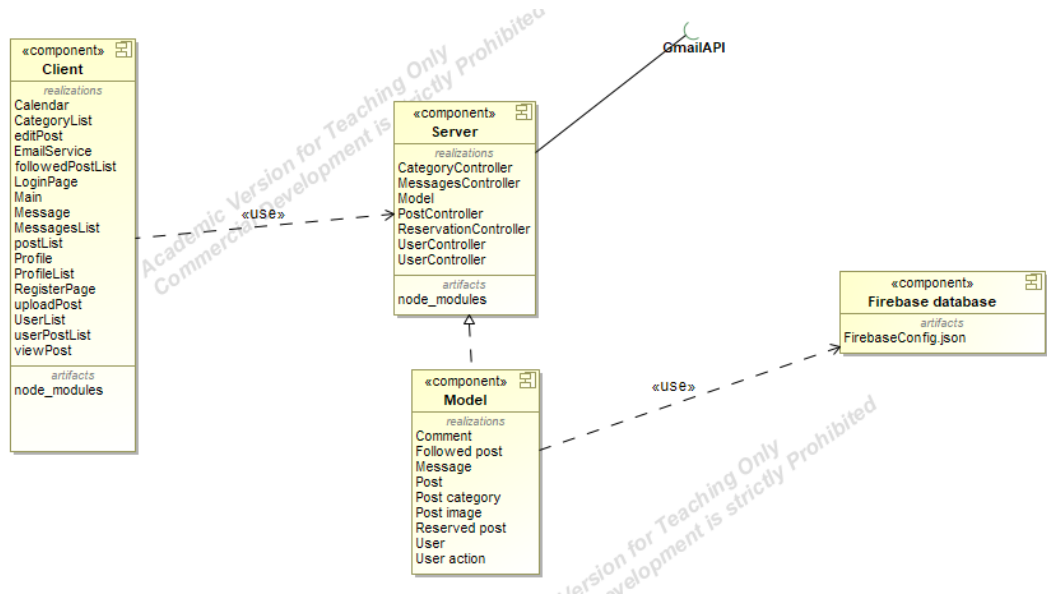 «component»
Client
realizations
Calendar
CategoryList
editPost
EmailService
followedPostList
LoginPage
Main
Message
MessagesList
postList
Profile
ProfileList
RegisterPage
uploadPost
UserList
userPostList
viewPost
artifacts
node_modules
«use»
«component»
Server
realizations
CategoryController
MessagesController
Model
PostController
ReservationController
UserController
UserController
artifacts
node_modules
GmailAPI
«component»
Model
realizations
Comment
Followed post
Message
Post
Post category
Post image
Reserved post
User
User action
«use»
«component»
Firebase database
artifacts
FirebaseConfig.json
Academic Version for Teaching Only
Commercial Development is strictly Prohibited
Version for Teaching Only
Development is strictly Prohibited